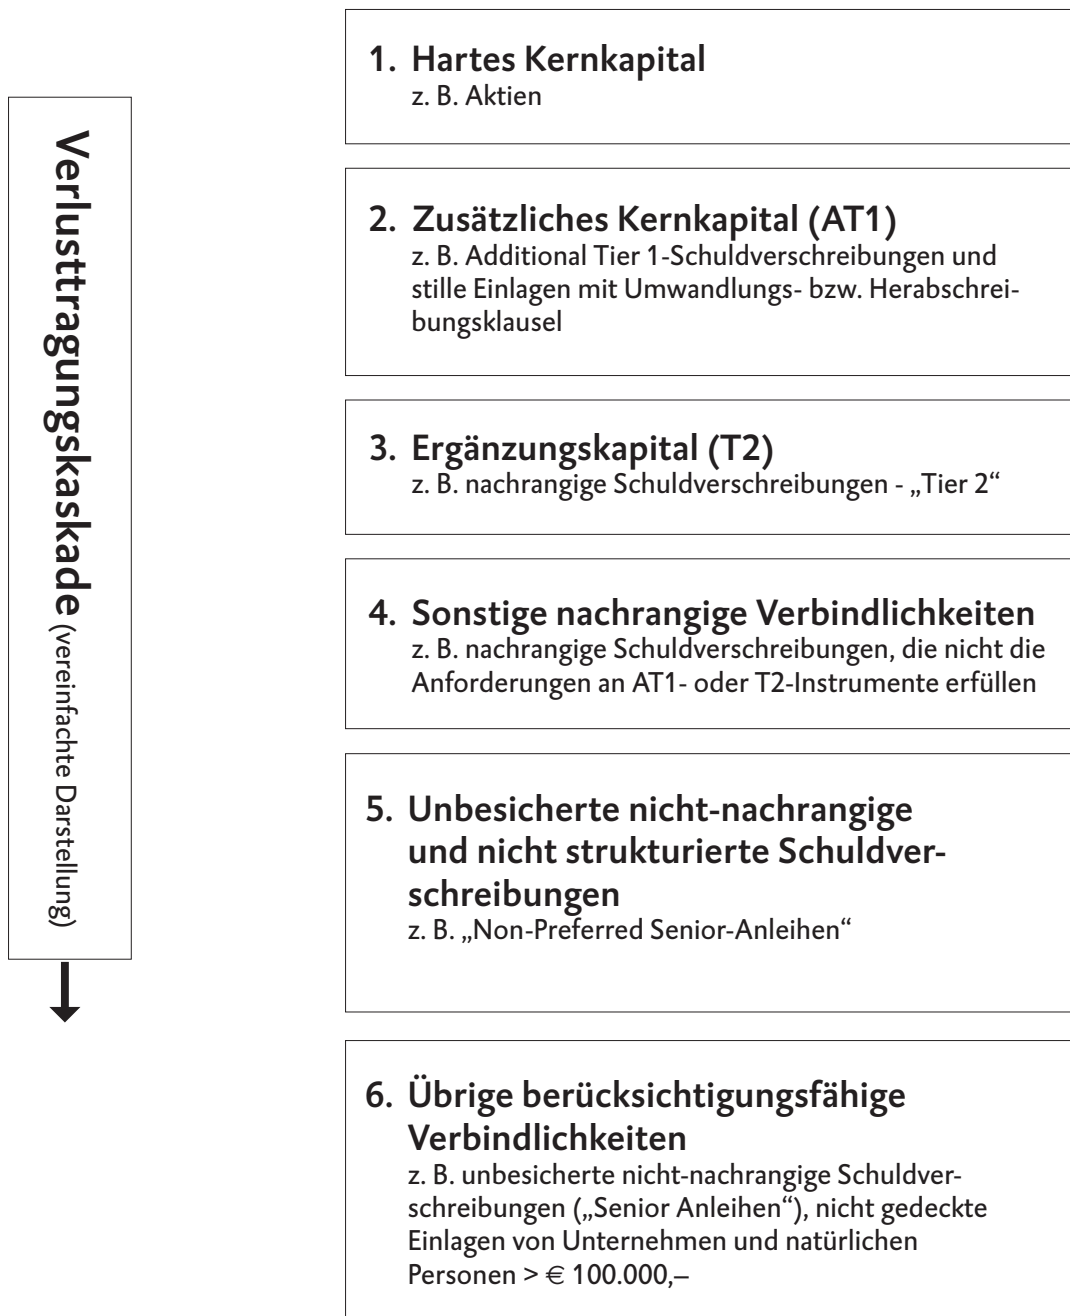 Verlusttragungskaskade (vereinfachte Darstellung)
1. Hartes Kernkapital
z. B. Aktien
2. Zusätzliches Kernkapital (AT1)
z. B. Additional Tier 1-Schuldverschreibungen und
stille Einlagen mit Umwandlungs- bzw. Herabschrei-
bungsklausel
3. Ergänzungskapital (T2)
z. B. nachrangige Schuldverschreibungen - „Tier 2“
4. Sonstige nachrangige Verbindlichkeiten
z. B. nachrangige Schuldverschreibungen, die nicht die
Anforderungen an AT1- oder T2-Instrumente erfüllen
5. Unbesicherte nicht-nachrangige
und nicht strukturierte Schuldver-
schreibungen
z. B. „Non-Preferred Senior-Anleihen“
6. Übrige berücksichtigungsfähige
Verbindlichkeiten
z. B. unbesicherte nicht-nachrangige Schuldver-
schreibungen („Senior Anleihen“), nicht gedeckte
Einlagen von Unternehmen und natürlichen
Personen > € 100.000,–